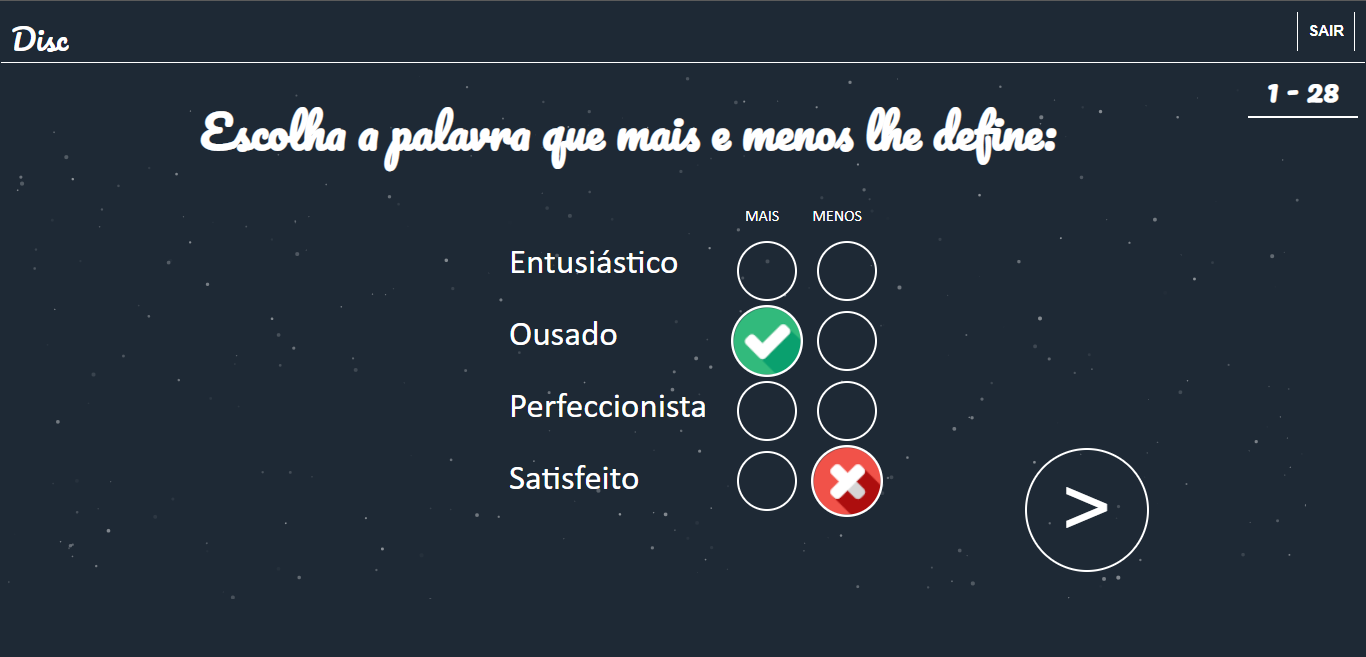 Disc
SAIR
1 - 28
Escolha a palavra que mais e menos lhe define:
MAIS MENOS
Entusiástico
Ousado
Perfeccionista
Satisfeito
>